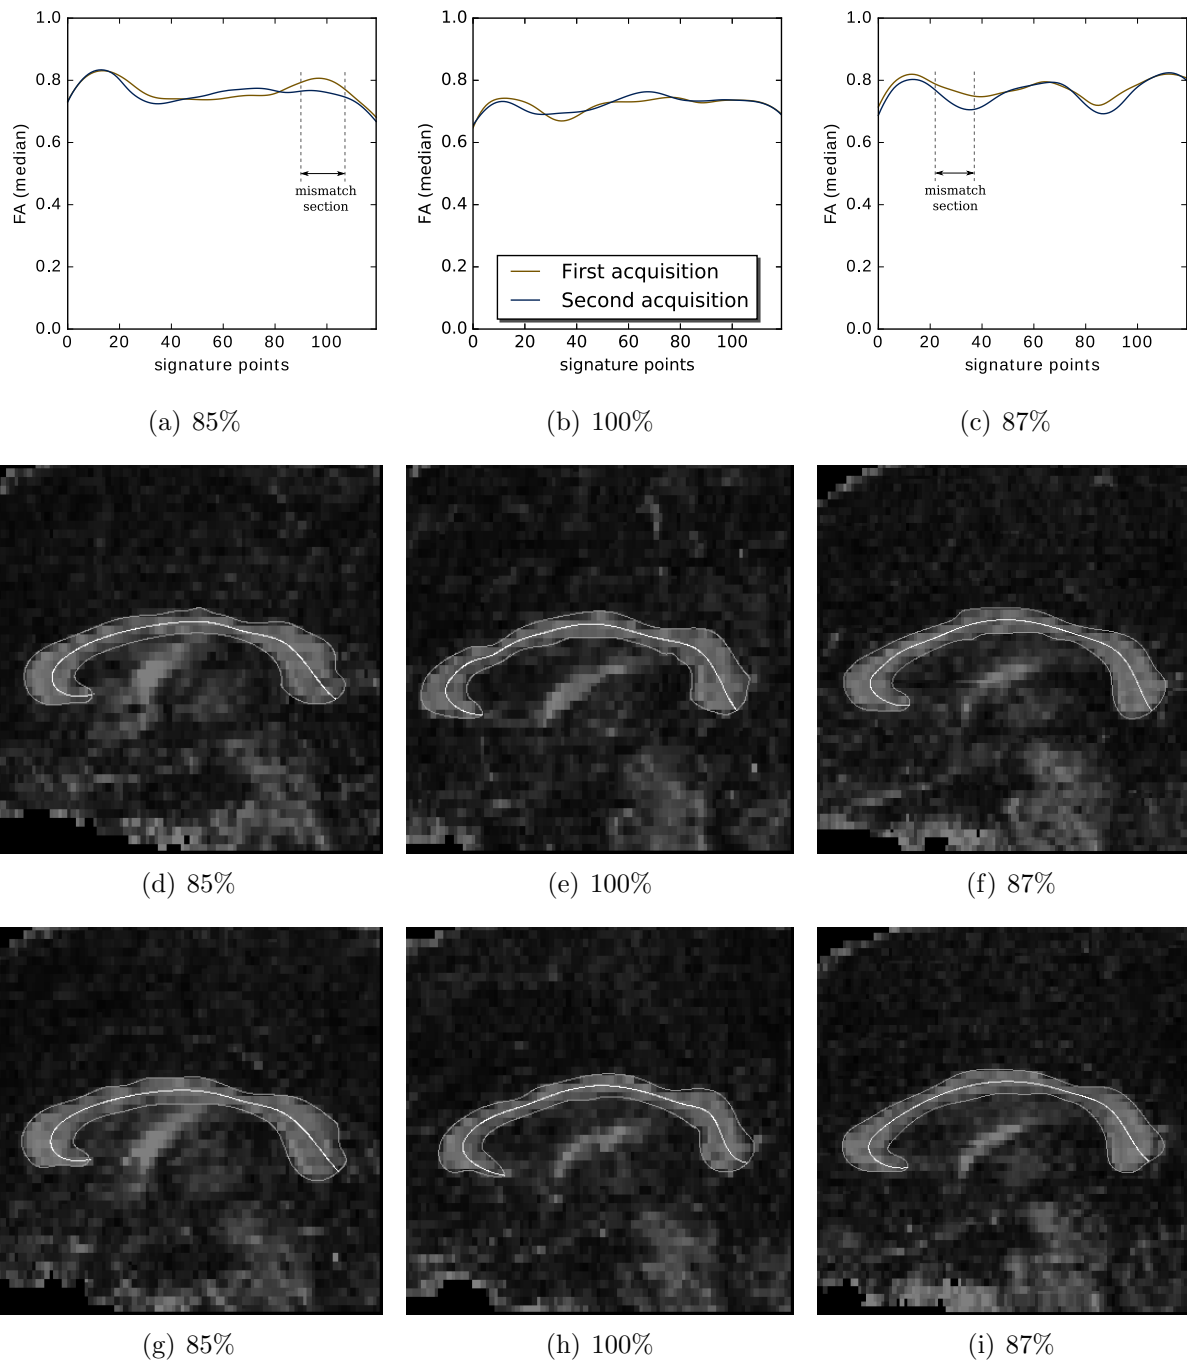 1.0
0.8
0.6
0.4
0.2
0.0
FA (median)
mismatch
section
0 20 40 60 80 100
signature points
(a) 85%
1.0
0.8
0.6
0.4
0.2
0.0
FA (median)
First acquisition
Second acquisition
0 20 40 60 80 100
signature points
(b) 100%
1.0
0.8
0.6
0.4
0.2
0.0
FA (median)
mismatch
section
0 20 40 60 80 100
signature points
(c) 87%
(d) 85%
(e) 100%
(f) 87%
(g) 85%
(h) 100%
(i) 87%